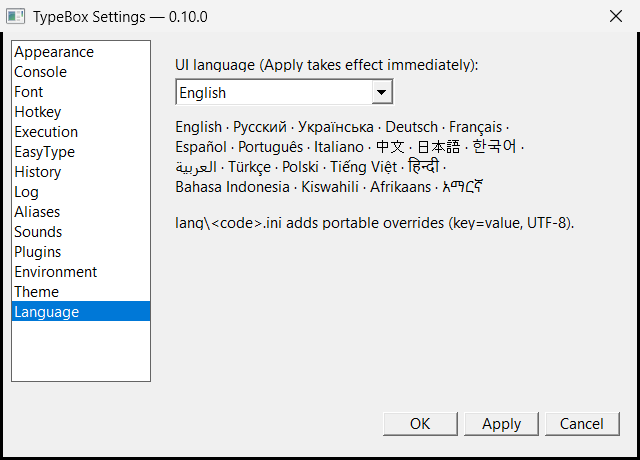 TypeBox Settings — 0.10.0
Appearance
Console
Font
Hotkey
Execution
EasyType
History
Log
Aliases
Sounds
Plugins
Environment
Theme
Language
UI language (Apply takes effect immediately):
English
English · Русский · Українська · Deutsch · Français ·
Español · Português · Italiano · 中文 · 日本語 · 한국어 ·
العربية · Türkçe · Polski · Tiếng Việt · हिन्दी ·
Bahasa Indonesia · Kiswahili · Afrikaans · አማርኛ
lang\<code>.ini adds portable overrides (key=value, UTF-8).
OK
Apply
Cancel